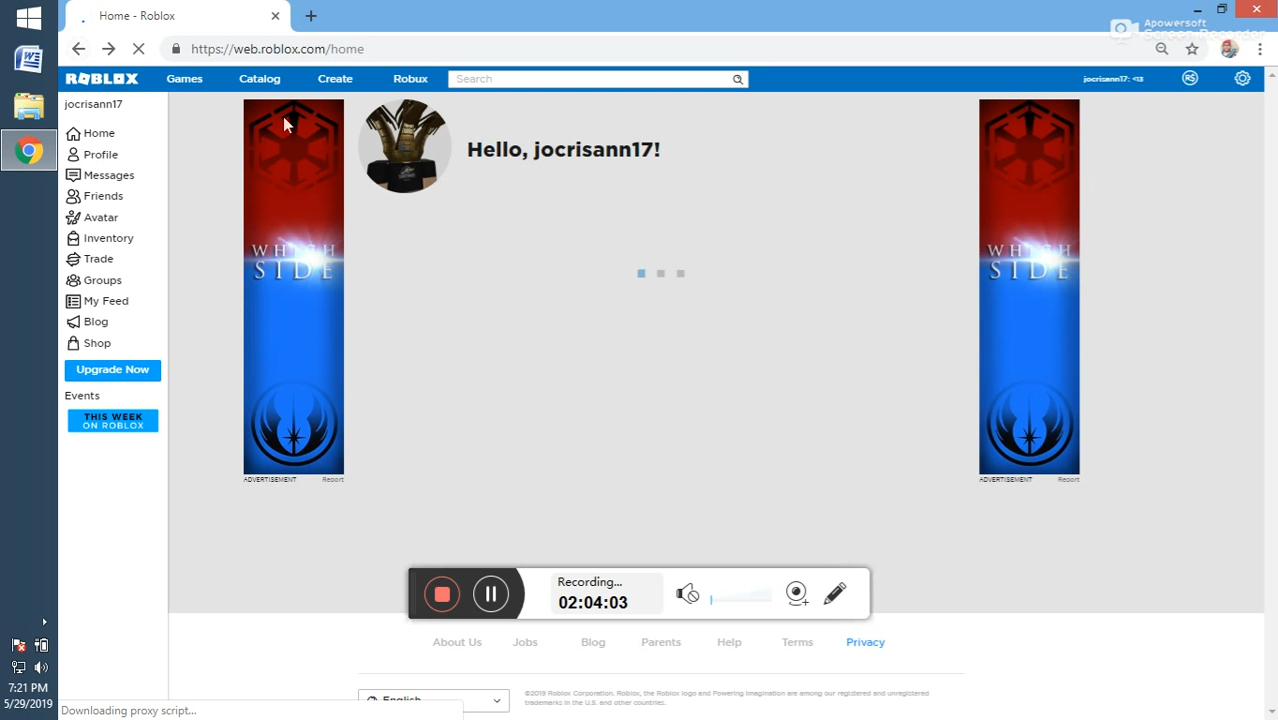 Home - Roblox
Apowersoft
Screen Recorder
https://web.roblox.com/home
ROBLOX
Games
Catalog
Create
Robux
Search
jocrisann17: <13
R$
jocrisann17
Home
Profile
Messages
Friends
Avatar
Inventory
Trade
Groups
My Feed
Blog
Shop
Upgrade Now
Events
THIS WEEK
ON ROBLOX
WHICH
SIDE
ADVERTISEMENT
Report
Hello, jocrisann17!
WHICH
SIDE
ADVERTISEMENT
Report
Recording...
02:04:03
About Us
Jobs
Blog
Parents
Help
Terms
Privacy
English
©2019 Roblox Corporation. Roblox, the Roblox logo and Powering Imagination are among our registered and unregistered
trademarks in the U.S. and other countries.
7:21 PM
5/29/2019
Downloading proxy script...